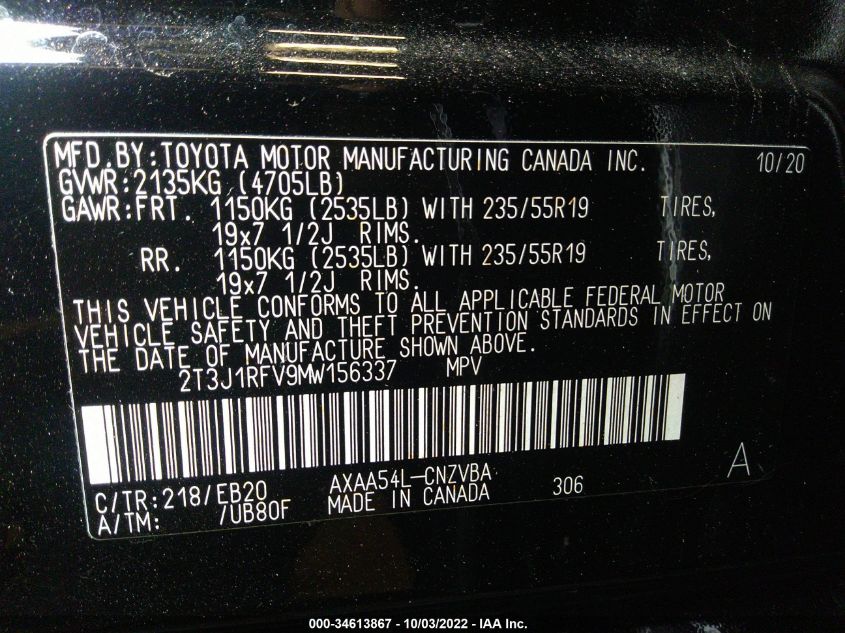 MFD.BY:TOYOTA MOTOR MANUFACTURING CANADA INC. 10/20
GVWR:2135KG (4705LB)
GAWR:FRT. 1150KG (2535LB) WITH 235/55R19 TIRES,
19x7 1/2J RIMS.
RR. 1150KG (2535LB) WITH 235/55R19 TIRES,
19x7 1/2J RIMS.
THIS VEHICLE CONFORMS TO ALL APPLICABLE FEDERAL MOTOR
VEHICLE SAFETY AND THEFT PREVENTION STANDARDS IN EFFECT ON
THE DATE OF MANUFACTURE SHOWN ABOVE.
2T3J1RFV9MW156337 MPV
A
C/TR:218/EB20 AXAA54L-CNZVBA 306
A/TM: /UB80F MADE IN CANADA
000-34613867 - 10/03/2022 - IAA Inc.